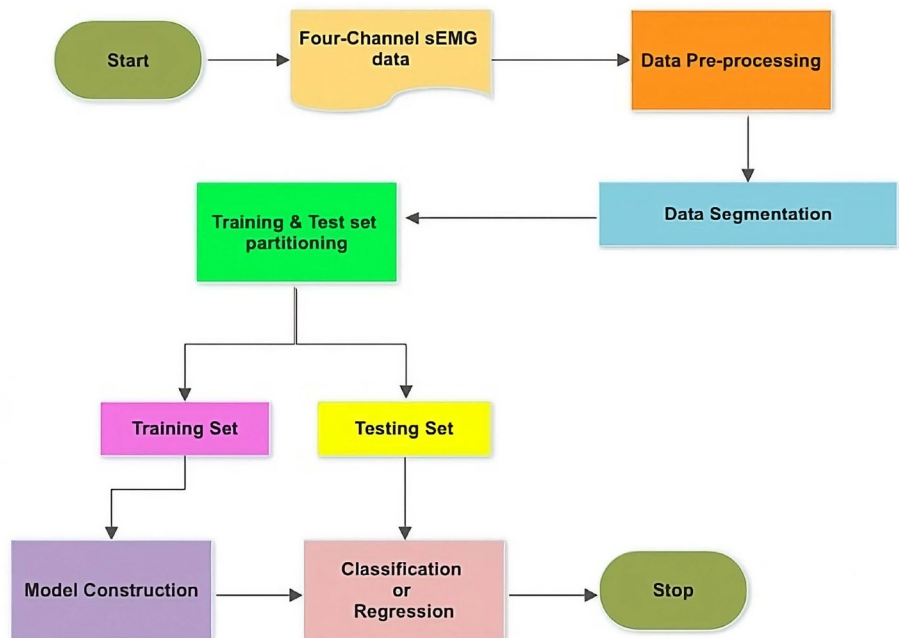 Start
Four-Channel sEMG
data
Data Pre-processing
Data Segmentation
Training & Test set
partitioning
Training Set
Testing Set
Model Construction
Classification
or
Regression
Stop